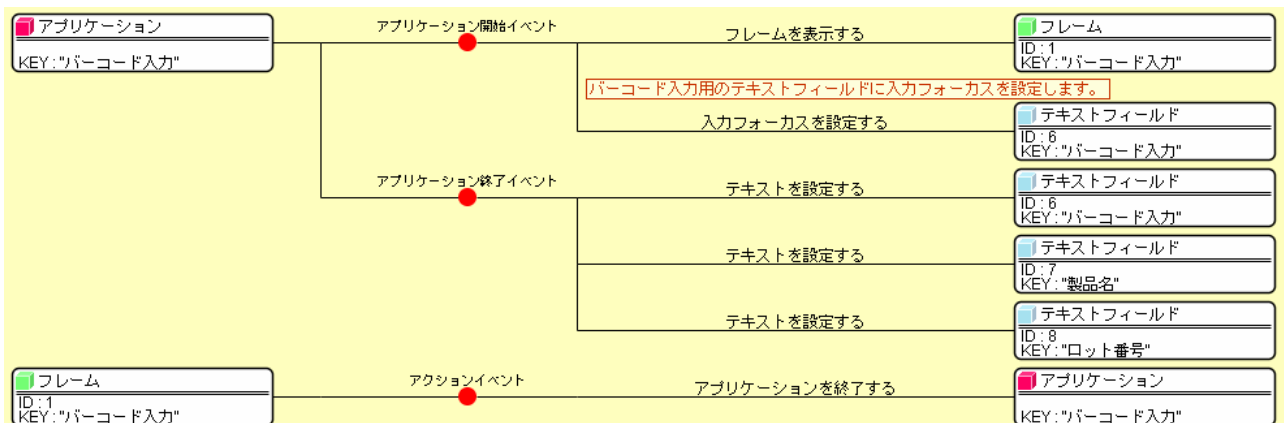 アプリケーション
KEY:"バーコード入力"
アプリケーション開始イベント
フレームを表示する
フレーム
ID:1
KEY:"バーコード入力"
バーコード入力用のテキストフィールドに入力フォーカスを設定します。
入力フォーカスを設定する
テキストフィールド
ID:6
KEY:"バーコード入力"
アプリケーション終了イベント
テキストを設定する
テキストフィールド
ID:6
KEY:"バーコード入力"
テキストを設定する
テキストフィールド
ID:7
KEY:"製品名"
テキストを設定する
テキストフィールド
ID:8
KEY:"ロット番号"
フレーム
ID:1
KEY:"バーコード入力"
アクションイベント
アプリケーションを終了する
アプリケーション
KEY:"バーコード入力"